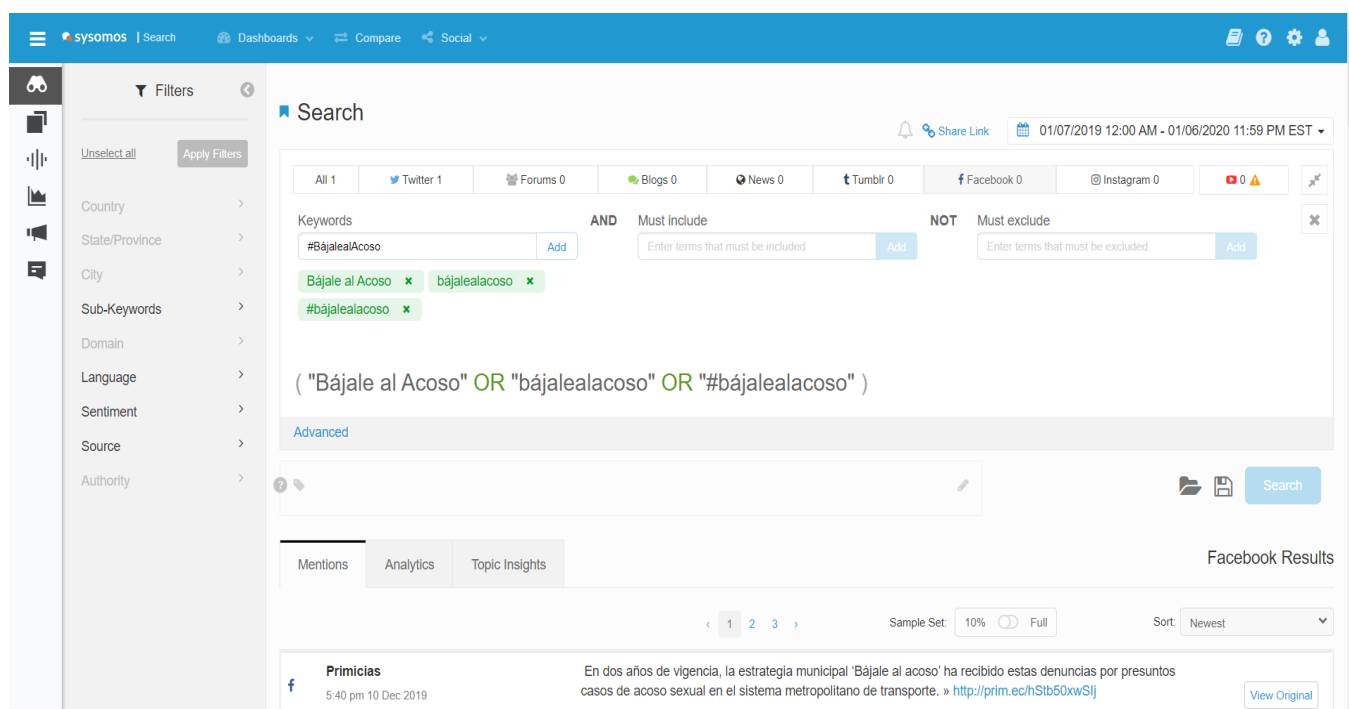 sysomos | Search Dashboards Compare Social
Filters
Search
Share Link 01/07/2019 12:00 AM - 01/06/2020 11:59 PM EST
Unselect all Apply Filters
All 1 Twitter 1 Forums 0 Blogs 0 News 0 Tumblr 0 Facebook 0 Instagram 0 0
Country
Keywords AND Must include NOT Must exclude
State/Province
#BájalealAcoso Add Enter terms that must be included Add Enter terms that must be excluded Add
City
Bájale al Acoso × bájalealacoso ×
Sub-Keywords
#bájalealacoso ×
Domain
Language
( "Bájale al Acoso" OR "bájalealacoso" OR "#bájalealacoso" )
Sentiment
Advanced
Source
Authority
Search
Mentions Analytics Topic Insights
Facebook Results
‹ 1 2 3 › Sample Set: 10% Full Sort: Newest
Primicias
5:40 pm 10 Dec 2019
En dos años de vigencia, la estrategia municipal 'Bájale al acoso' ha recibido estas denuncias por presuntos
casos de acoso sexual en el sistema metropolitano de transporte. » http://prim.ec/hStb50xwSIj
View Original